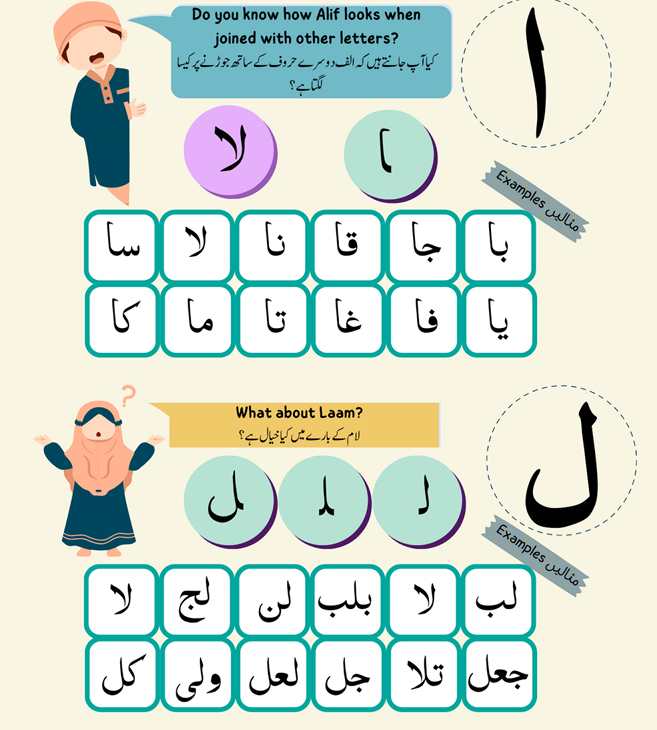 Do you know how Alif looks when
joined with other letters?
کیا آپ جانتے ہیں کہ الف دوسرے حروف کے ساتھ جوڑنے پر کیسا
لگتا ہے؟
ا
لا ـا
Examples مثالیں
با جا قا نا لا سا
یا فا غا تا ما کا
?
What about Laam?
لام کے بارے میں کیا خیال ہے؟
ل
لـ ـلـ ـل
Examples مثالیں
لب لا بلب لن لج لا
جعل تلا جل لعل ولی کل